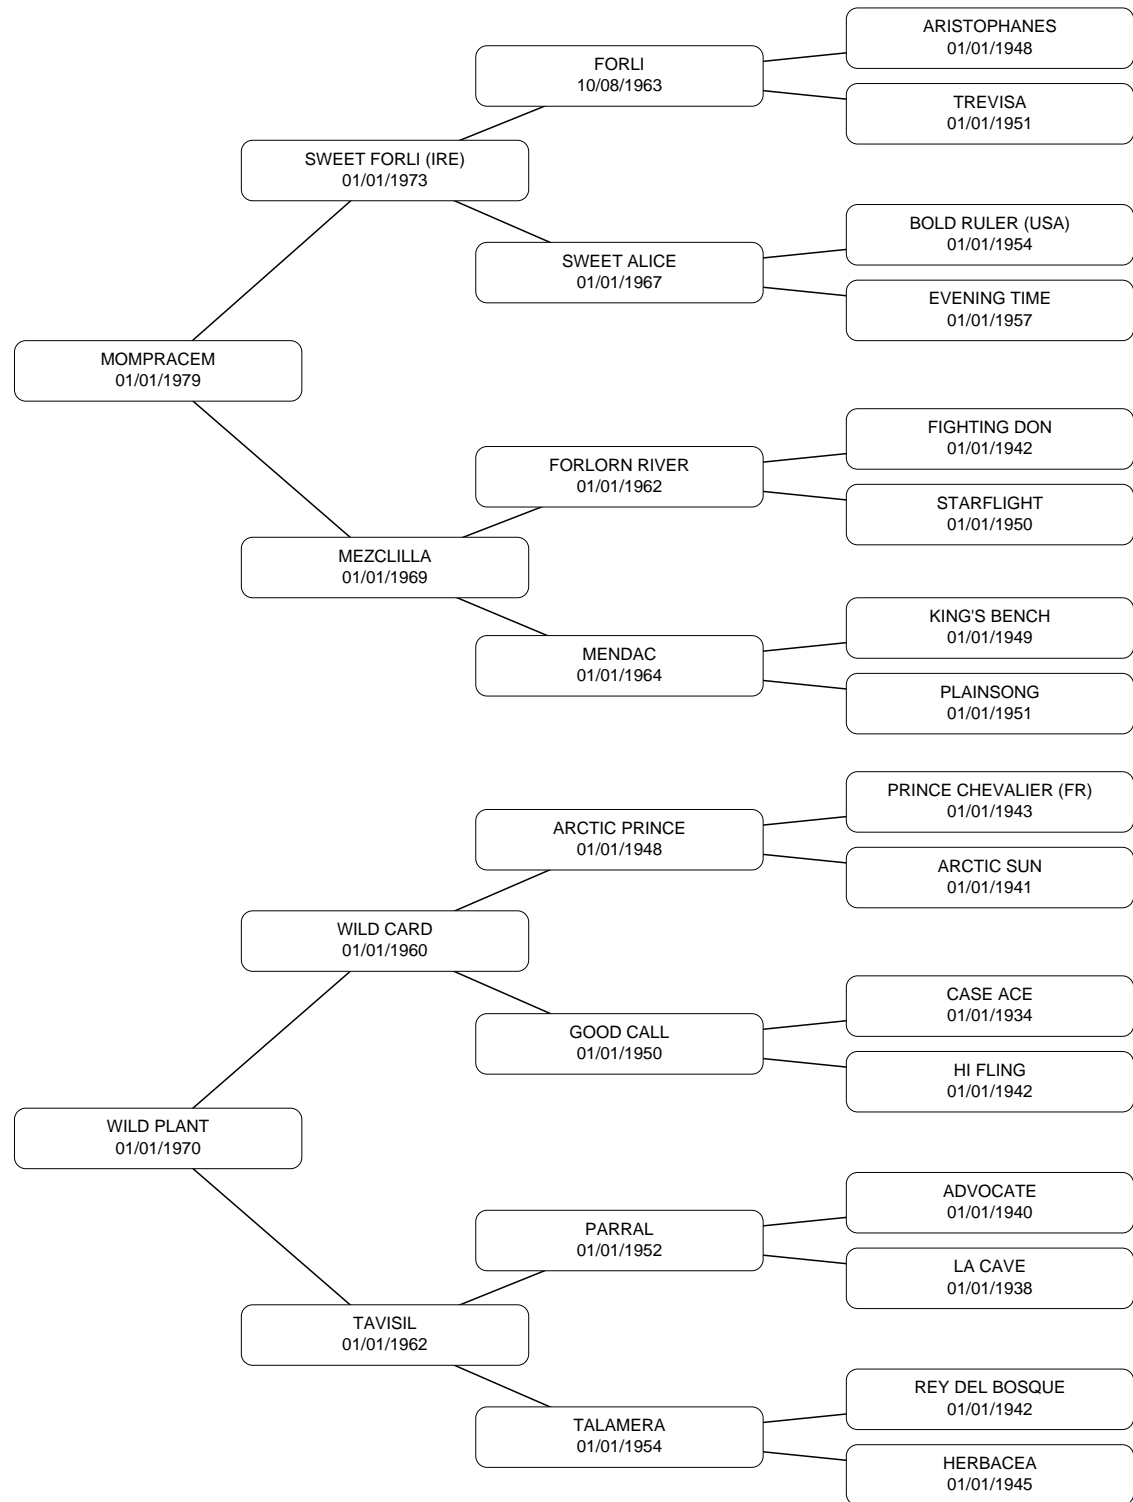 ARISTOPHANES
01/01/1948
FORLI
10/08/1963
TREVISA
01/01/1951
SWEET FORLI (IRE)
01/01/1973
BOLD RULER (USA)
01/01/1954
SWEET ALICE
01/01/1967
EVENING TIME
01/01/1957
MOMPRACEM
01/01/1979
FIGHTING DON
01/01/1942
FORLORN RIVER
01/01/1962
STARFLIGHT
01/01/1950
MEZCLILLA
01/01/1969
KING'S BENCH
01/01/1949
MENDAC
01/01/1964
PLAINSONG
01/01/1951
PRINCE CHEVALIER (FR)
01/01/1943
ARCTIC PRINCE
01/01/1948
ARCTIC SUN
01/01/1941
WILD CARD
01/01/1960
CASE ACE
01/01/1934
GOOD CALL
01/01/1950
HI FLING
01/01/1942
WILD PLANT
01/01/1970
ADVOCATE
01/01/1940
PARRAL
01/01/1952
LA CAVE
01/01/1938
TAVISIL
01/01/1962
REY DEL BOSQUE
01/01/1942
TALAMERA
01/01/1954
HERBACEA
01/01/1945